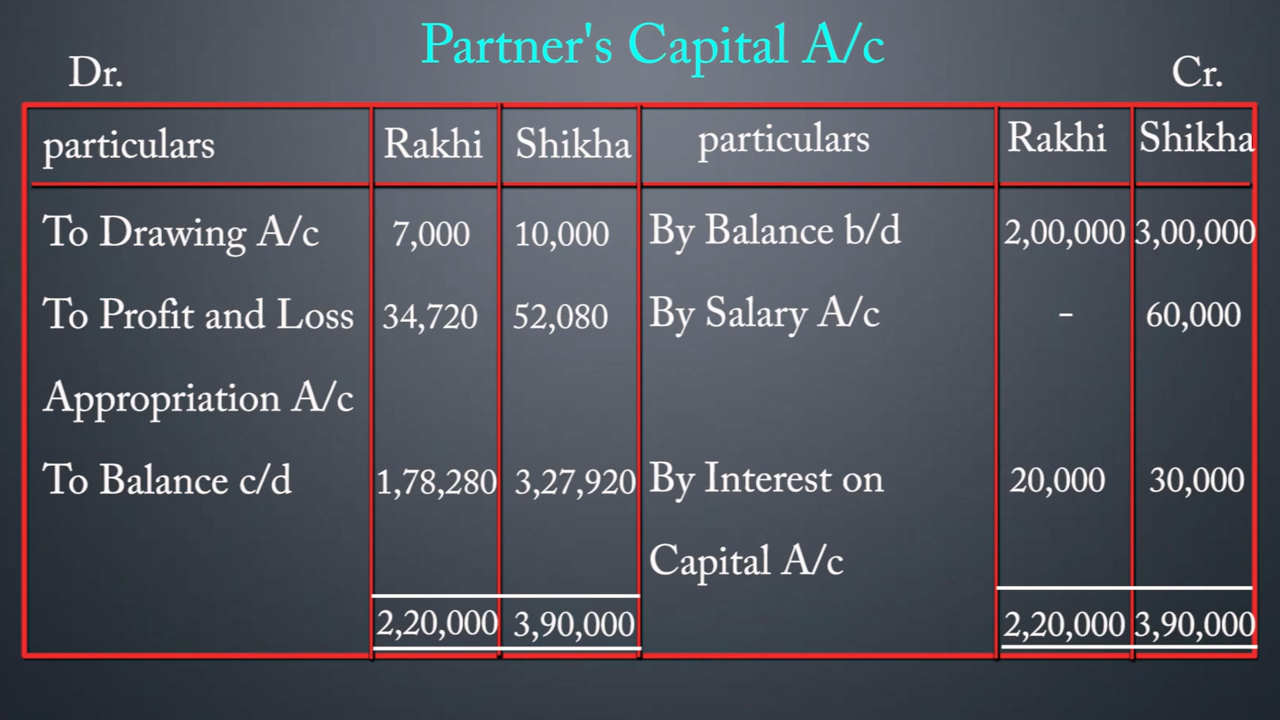 Partner's Capital A/c
Dr. Cr.
particulars Rakhi Shikha particulars Rakhi Shikha
To Drawing A/c 7,000 10,000 By Balance b/d 2,00,000 3,00,000
To Profit and Loss 34,720 52,080 By Salary A/c - 60,000
Appropriation A/c
To Balance c/d 1,78,280 3,27,920 By Interest on 20,000 30,000
Capital A/c
2,20,000 3,90,000 2,20,000 3,90,000